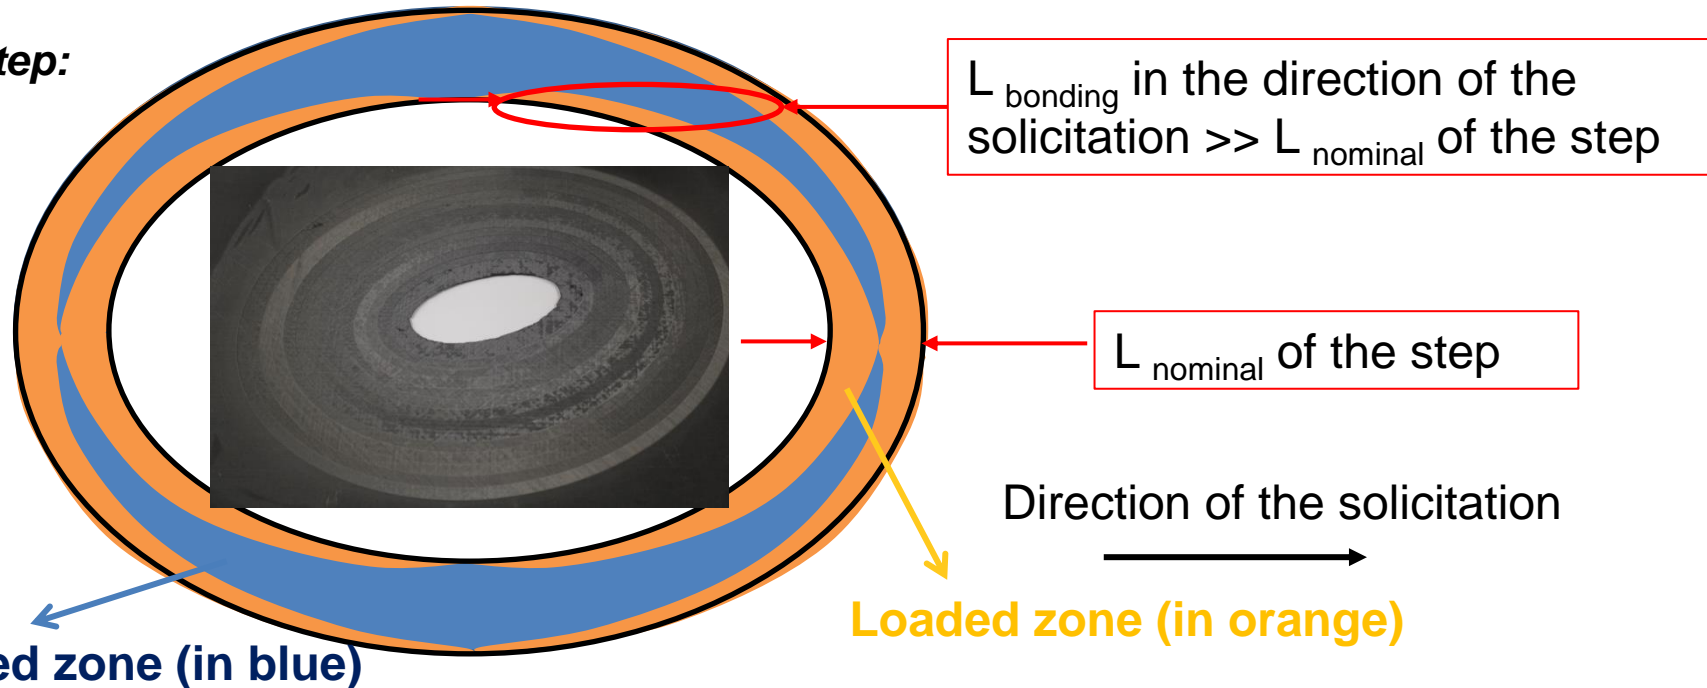 tep:
L bonding in the direction of the
solicitation >> L nominal of the step
L nominal of the step
Direction of the solicitation
Loaded zone (in orange)
ed zone (in blue)